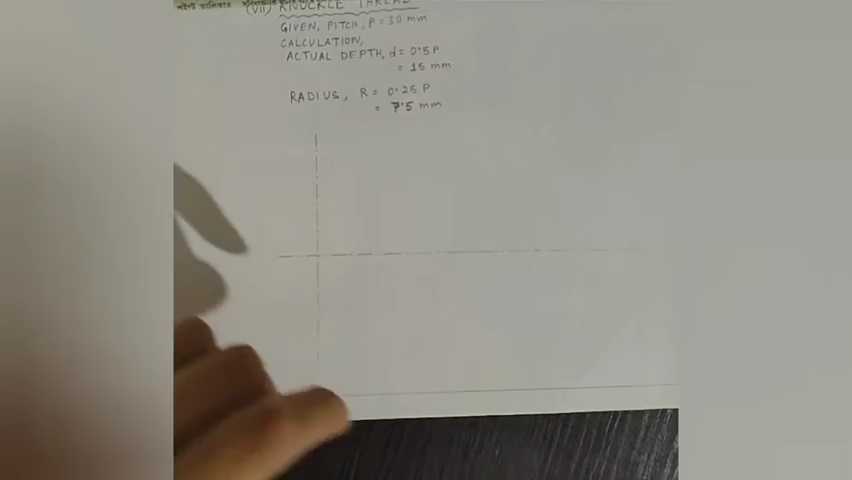 (VII) KNUCKLE THREAD
GIVEN, PITCH, P = 30 mm
CALCULATION,
ACTUAL DEPTH, d = 0.5 P
= 15 mm
RADIUS, R = 0.25 P
= 7.5 mm